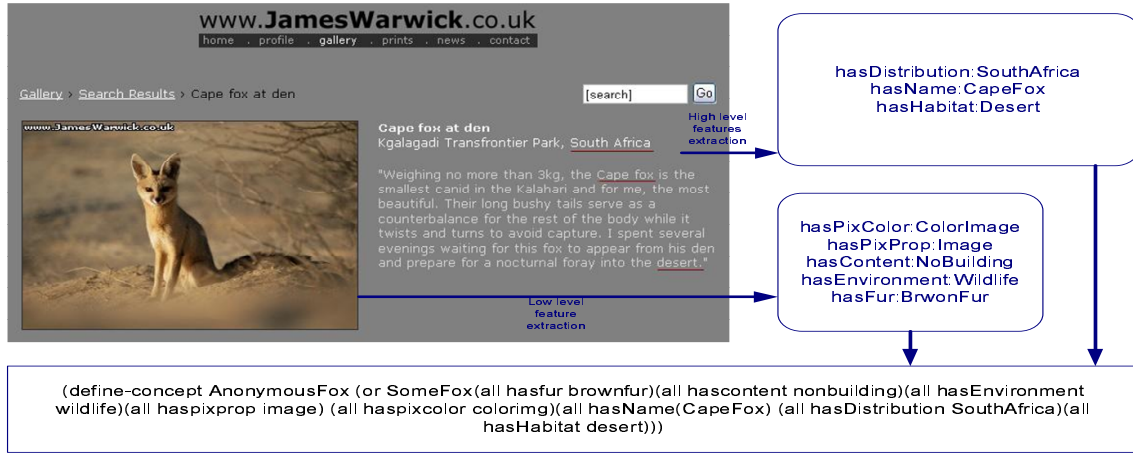 www.JamesWarwick.co.uk
home . profile . gallery . prints . news . contact
Gallery > Search Results > Cape fox at den
[search] Go
www.JamesWarwick.co.uk
Cape fox at den
Kgalagadi Transfrontier Park, South Africa
"Weighing no more than 3kg, the Cape fox is the
smallest canid in the Kalahari and for me, the most
beautiful. Their long bushy tails serve as a
counterbalance for the rest of the body while it
twists and turns to avoid capture. I spent several
evenings waiting for this fox to appear from his den
and prepare for a nocturnal foray into the desert."
High level
features
extraction
hasDistribution:SouthAfrica
hasName:CapeFox
hasHabitat:Desert
Low level
feature
extraction
hasPixColor:ColorImage
hasPixProp:Image
hasContent:NoBuilding
hasEnvironment:Wildlife
hasFur:BrwonFur
(define-concept AnonymousFox (or SomeFox(all hasfur brownfur)(all hascontent nonbuilding)(all hasEnvironment
wildlife)(all haspixprop image) (all haspixcolor colorimg)(all hasName(CapeFox) (all hasDistribution SouthAfrica)(all
hasHabitat desert)))